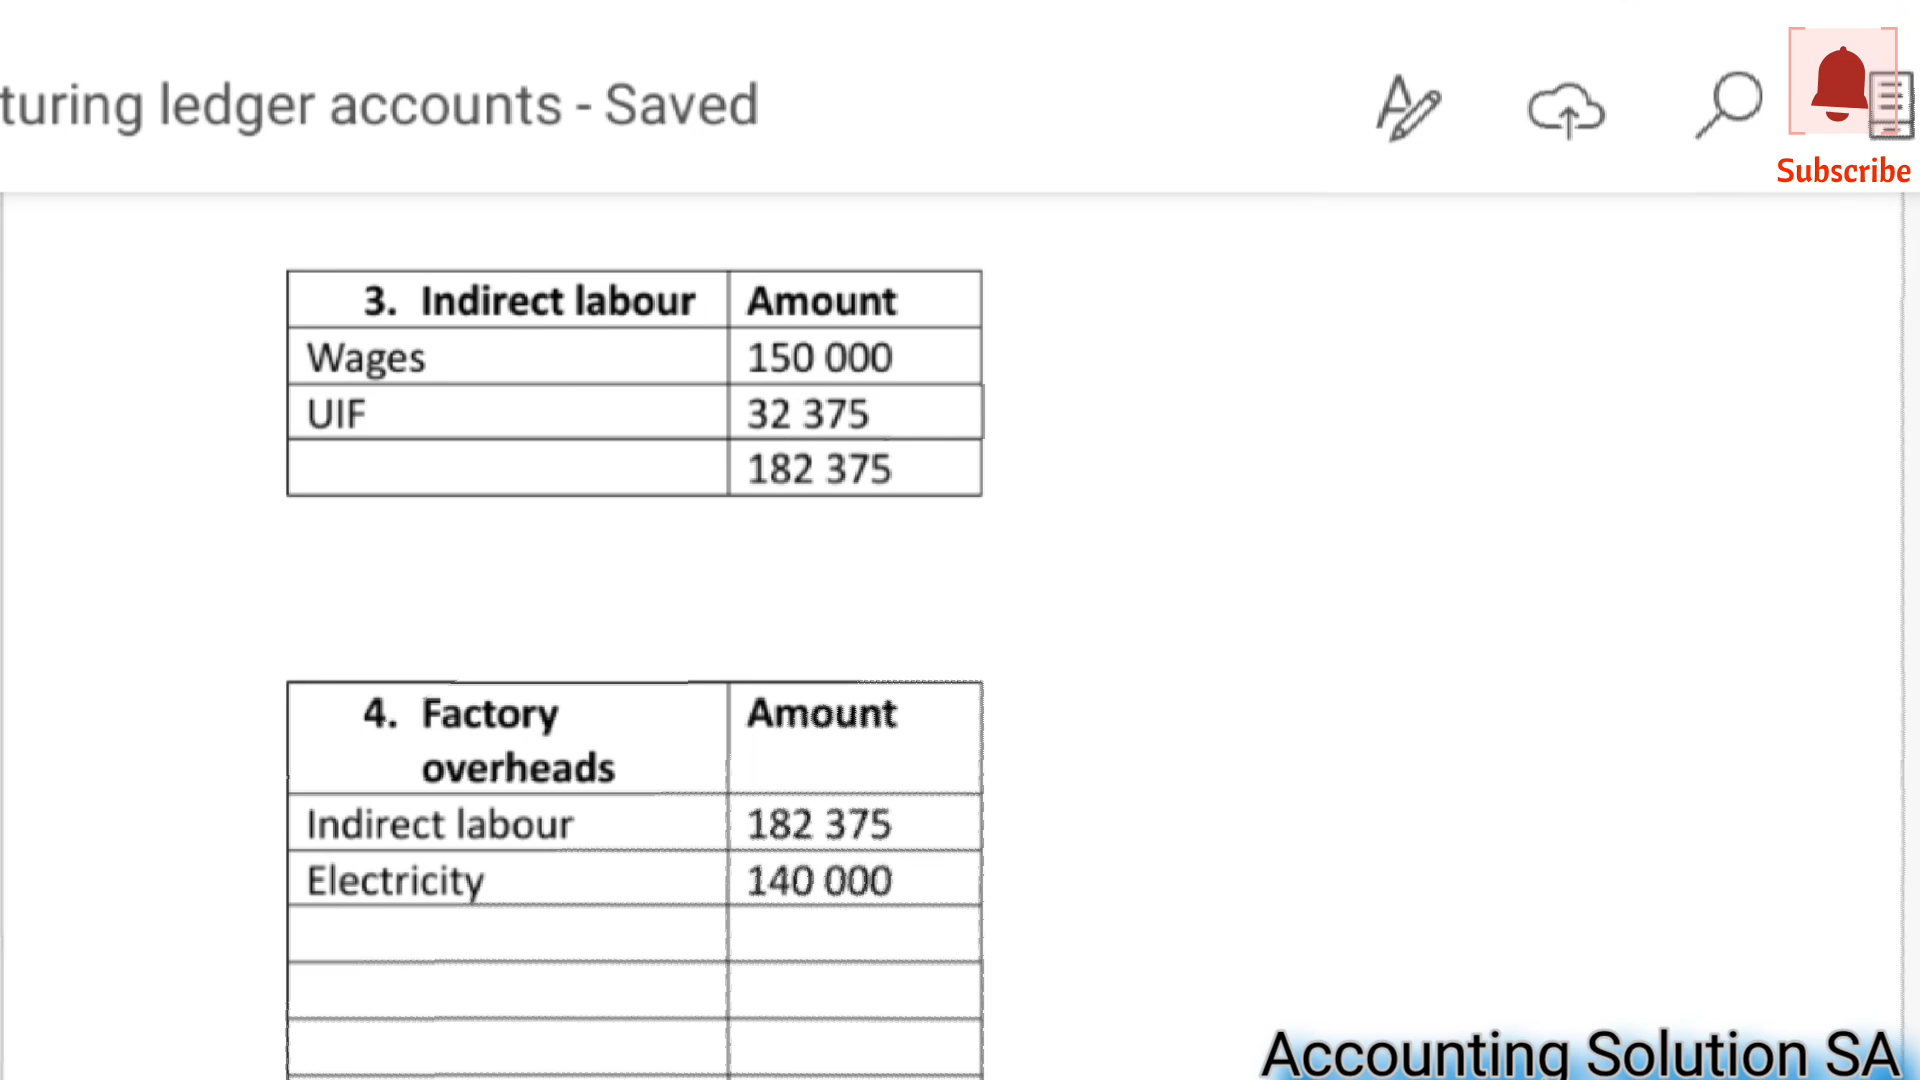 turing ledger accounts - Saved
Subscribe
3. Indirect labour Amount
Wages 150 000
UIF 32 375
182 375
4. Factory overheads Amount
Indirect labour 182 375
Electricity 140 000
Accounting Solution SA